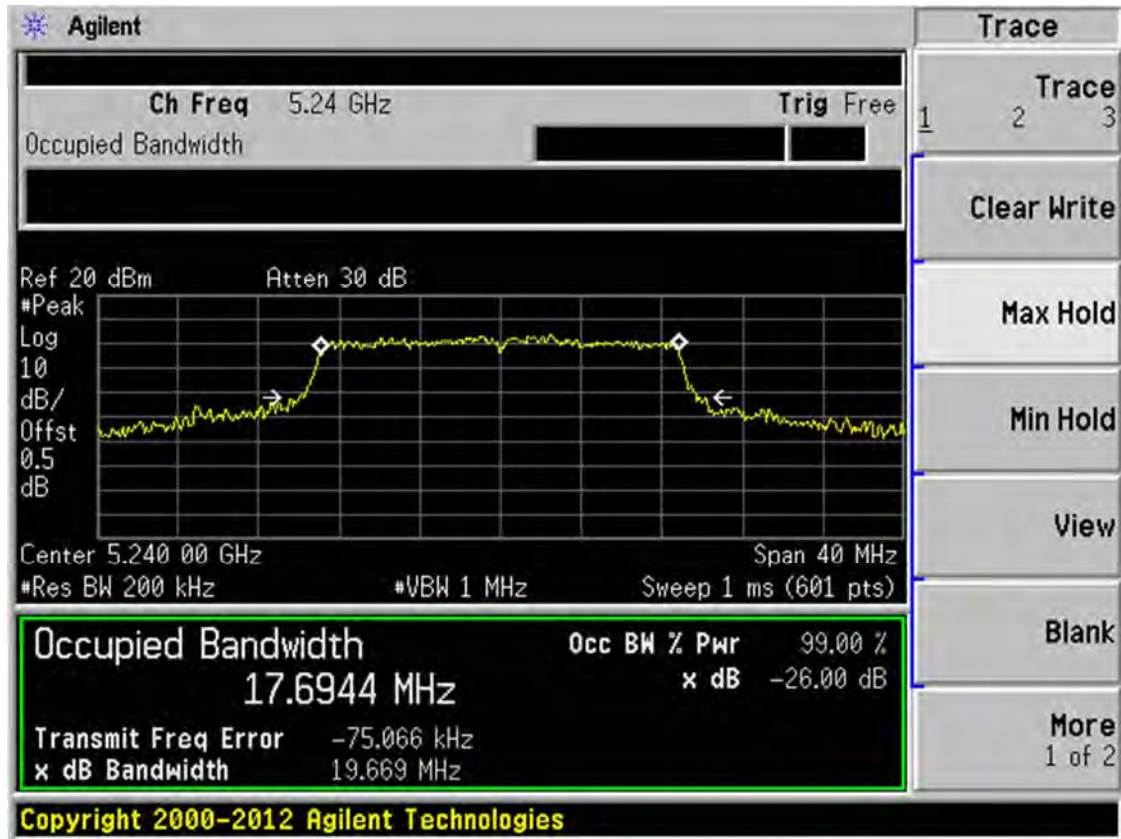 Agilent
Trace
Ch Freq 5.24 GHz Trig Free
Occupied Bandwidth
Trace
1 2 3
Clear Write
Max Hold
Min Hold
View
Blank
More
1 of 2
Ref 20 dBm Atten 30 dB
#Peak
Log
10
dB/
Offst
0.5
dB
Center 5.240 00 GHz Span 40 MHz
#Res BW 200 kHz #VBW 1 MHz Sweep 1 ms (601 pts)
Occupied Bandwidth
17.6944 MHz
Occ BW % Pwr 99.00 %
x dB -26.00 dB
Transmit Freq Error -75.066 kHz
x dB Bandwidth 19.669 MHz
Copyright 2000-2012 Agilent Technologies